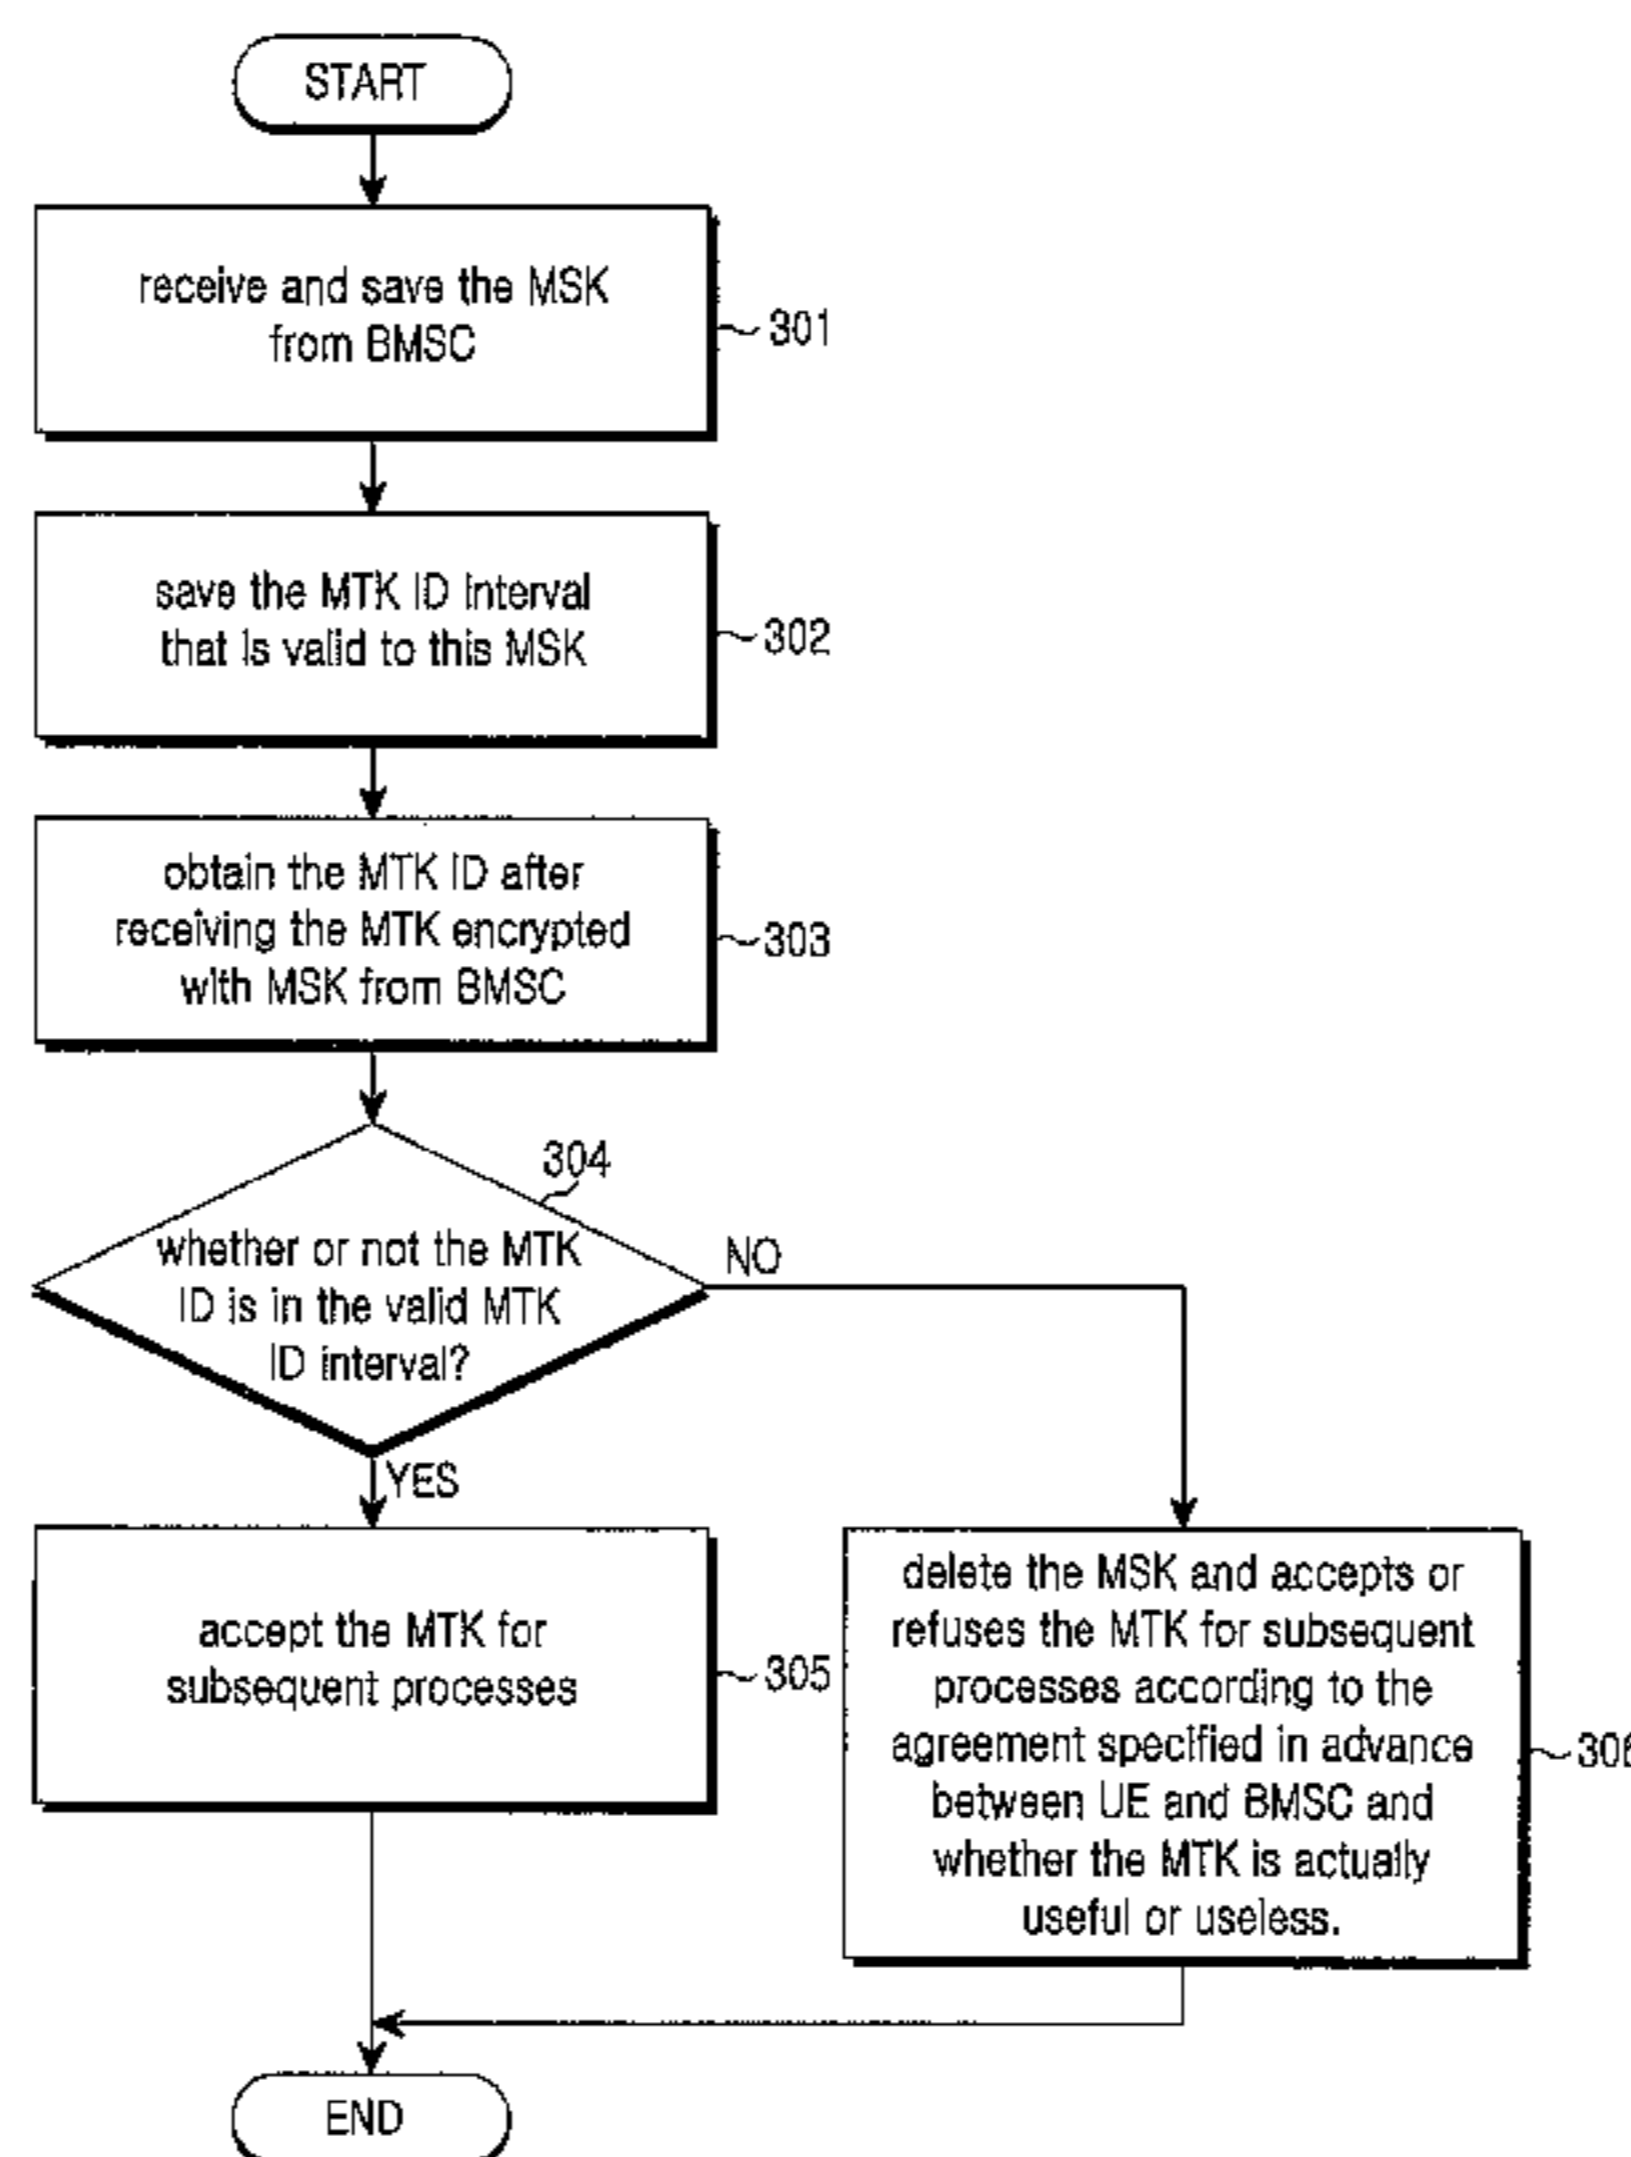 START
receive and save the MSK
from BMSC
301
save the MTK ID interval
that is valid to this MSK
302
obtain the MTK ID after
receiving the MTK encrypted
with MSK from BMSC
303
304
whether or not the MTK
ID is in the valid MTK
ID interval?
NO
YES
accept the MTK for
subsequent processes
305
delete the MSK and accepts or
refuses the MTK for subsequent
processes according to the
agreement specified in advance
between UE and BMSC and
whether the MTK is actually
useful or useless.
306
END